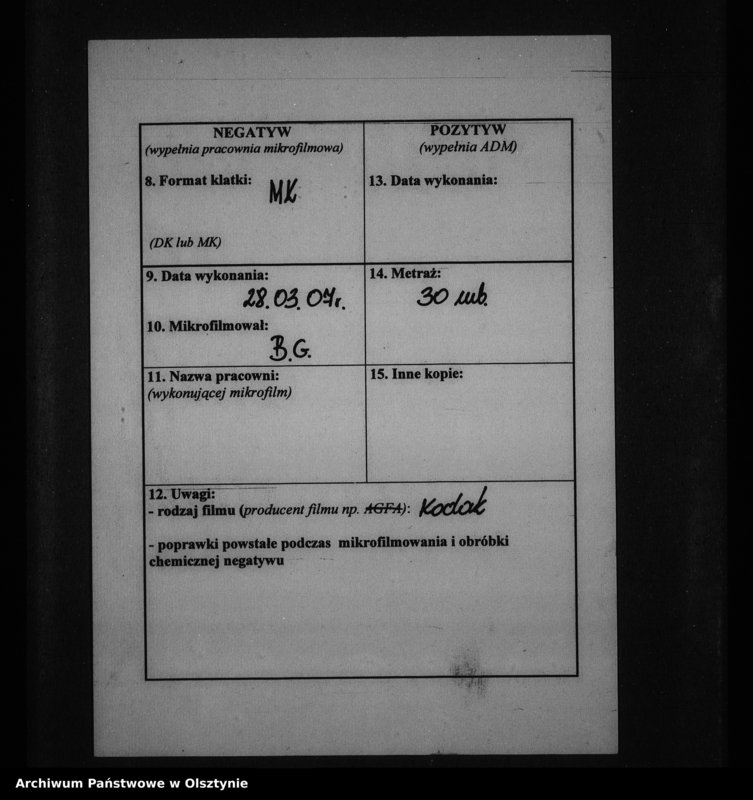 NEGATYW
(wypełnia pracownia mikrofilmowa)
8. Format klatki: MK
(DK lub MK)
POZYTYW
(wypełnia ADM)
13. Data wykonania:
9. Data wykonania:
28.03.07r.
10. Mikrofilmował:
B.G.
14. Metraż:
30 mb.
11. Nazwa pracowni:
(wykonującej mikrofilm)
15. Inne kopie:
12. Uwagi:
- rodzaj filmu (producent filmu np. AGFA): Kodak
- poprawki powstałe podczas mikrofilmowania i obróbki
chemicznej negatywu
Archiwum Państwowe w Olsztynie